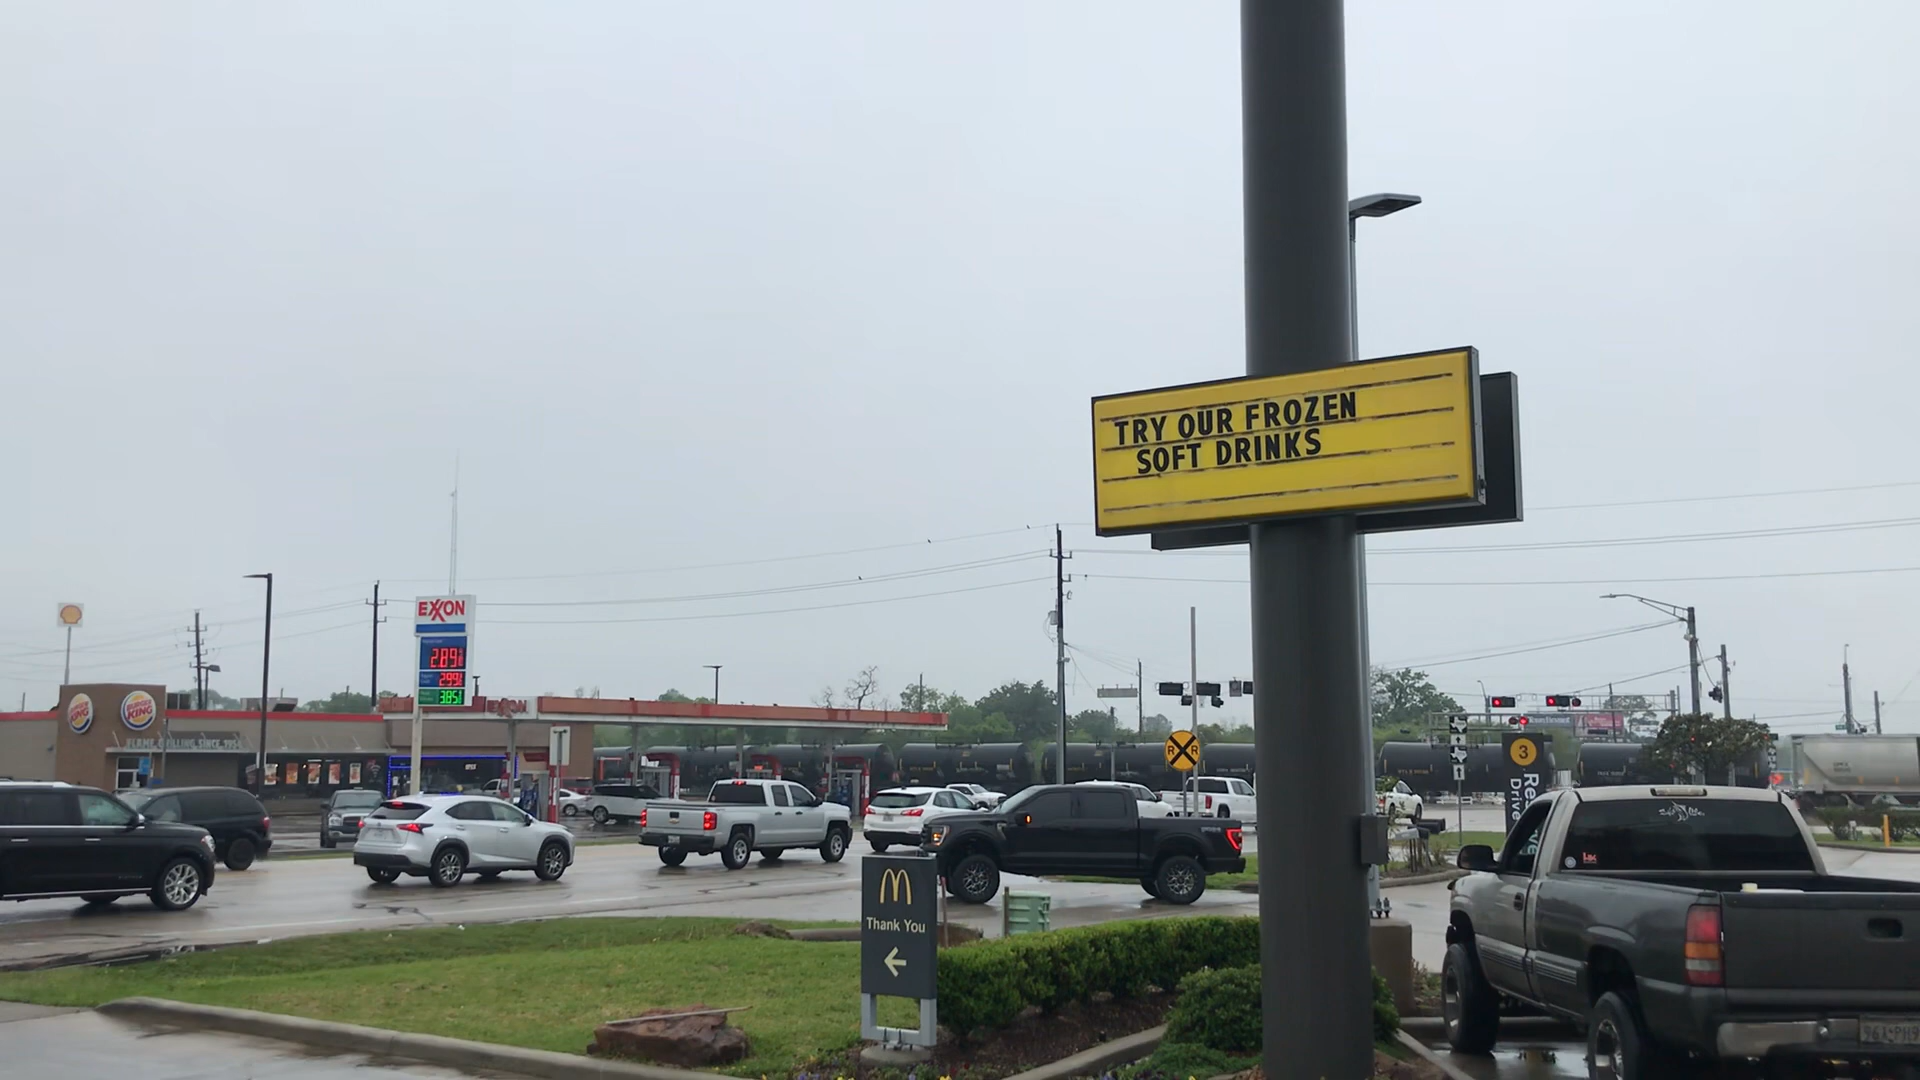 TRY OUR FROZEN
SOFT DRINKS
EXXON
2.89
2.99
3.85
EXXON
BURGER
KING
BURGER
KING
FLAME GRILLING SINCE 1954
R R
3
Thank You
HK